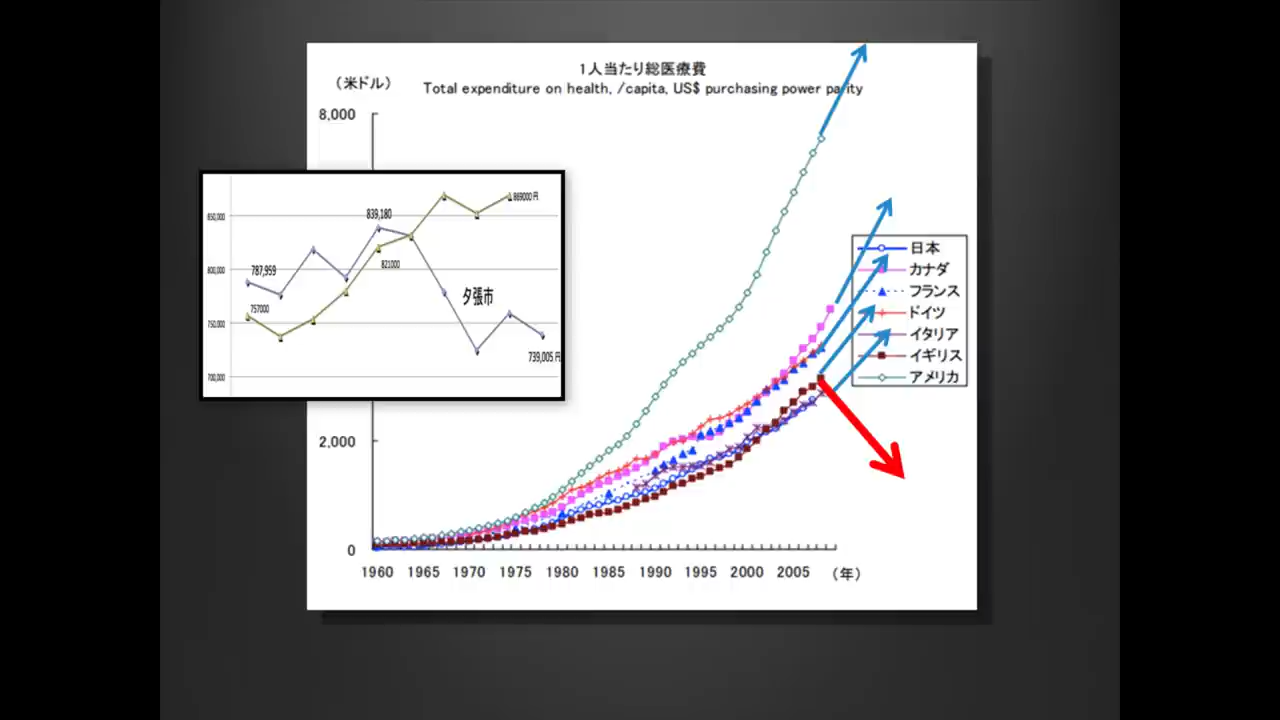 1人当たり総医療費
(米ドル)
Total expenditure on health, /capita, US$ purchasing power parity
8,000
850,000
839,180
869000円
787,959
800,000
821000
757000
夕張市
750,000
739,005円
700,000
日本
カナダ
フランス
ドイツ
イタリア
イギリス
アメリカ
2,000
0
1960 1965 1970 1975 1980 1985 1990 1995 2000 2005 (年)